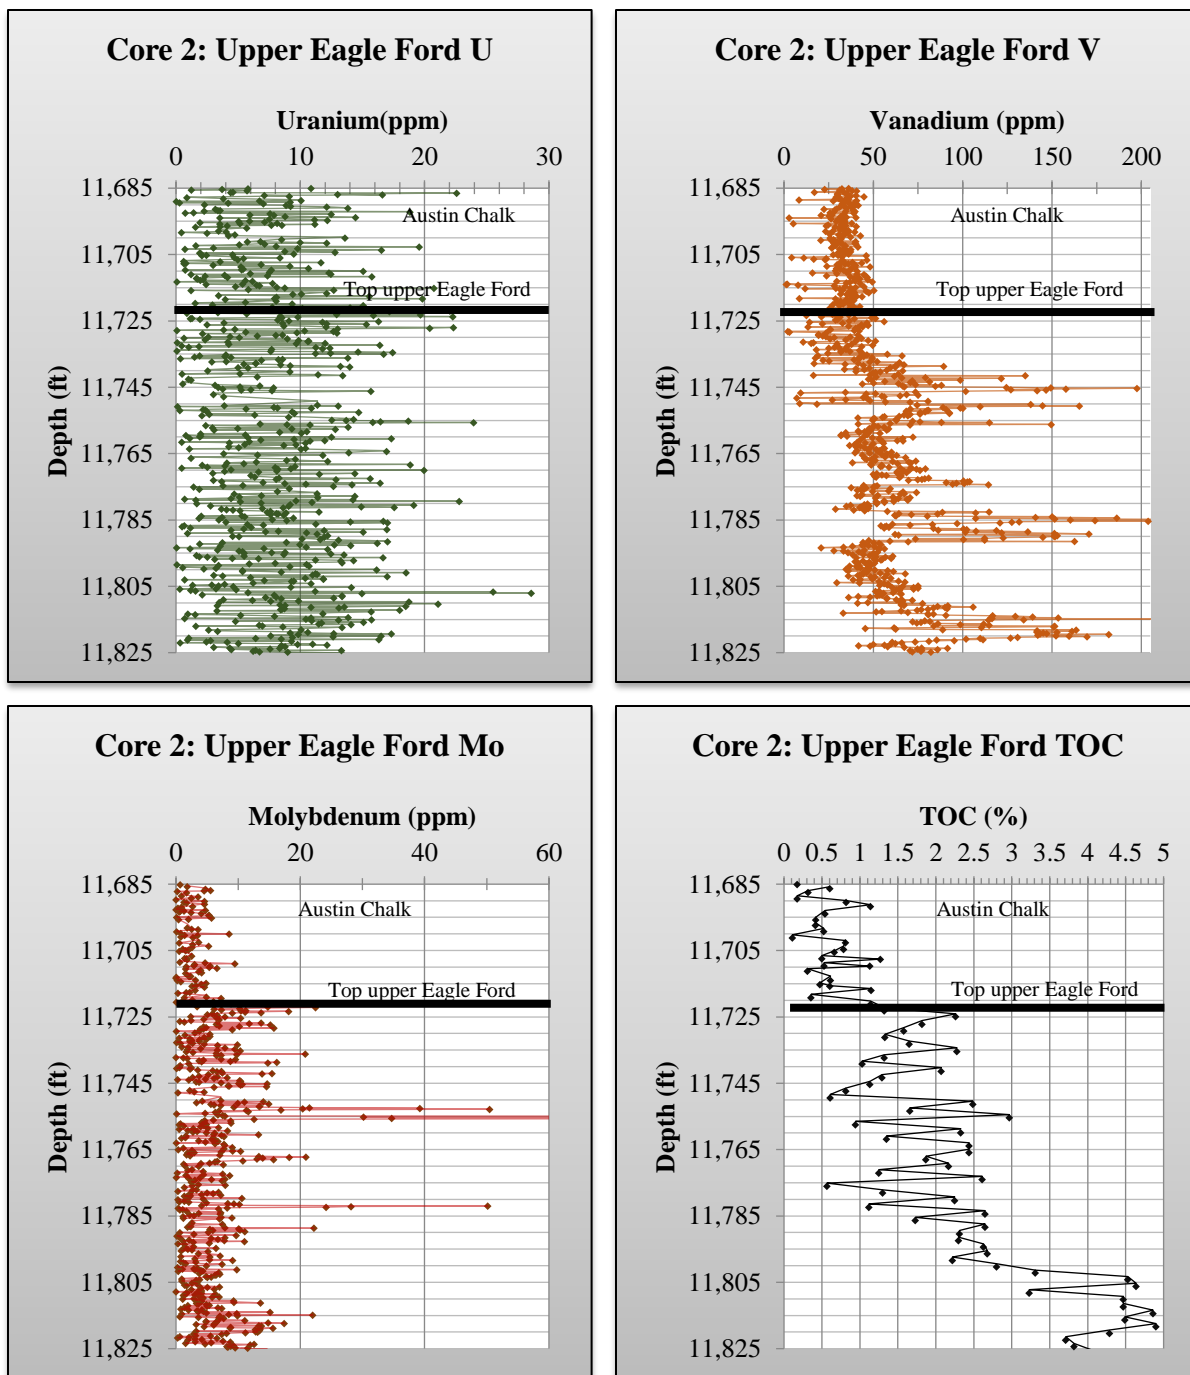 Core 2: Upper Eagle Ford U
Uranium(ppm)
0 10 20 30
11,685
Austin Chalk
11,705
Top upper Eagle Ford
11,725
11,745
Depth (ft)
11,765
11,785
11,805
11,825
Core 2: Upper Eagle Ford V
Vanadium (ppm)
0 50 100 150 200
11,685
Austin Chalk
11,705
Top upper Eagle Ford
11,725
11,745
Depth (ft)
11,765
11,785
11,805
11,825
Core 2: Upper Eagle Ford Mo
Molybdenum (ppm)
0 20 40 60
11,685
Austin Chalk
11,705
Top upper Eagle Ford
11,725
11,745
Depth (ft)
11,765
11,785
11,805
11,825
Core 2: Upper Eagle Ford TOC
TOC (%)
0 0.5 1 1.5 2 2.5 3 3.5 4 4.5 5
11,685
Austin Chalk
11,705
Top upper Eagle Ford
11,725
11,745
Depth (ft)
11,765
11,785
11,805
11,825